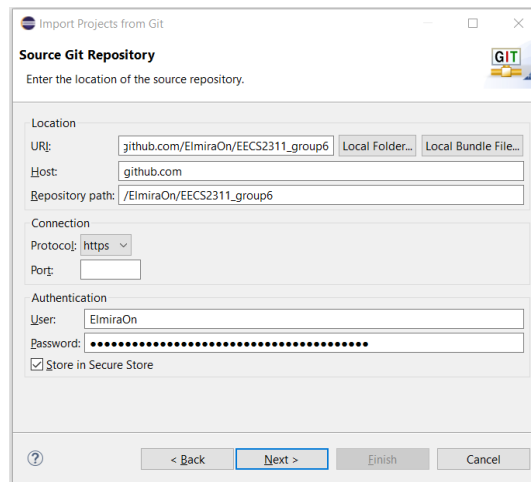 Import Projects from Git
Source Git Repository
Enter the location of the source repository.
GIT
Location
URI: github.com/ElmiraOn/EECS2311_group6 Local Folder... Local Bundle File...
Host: github.com
Repository path: /ElmiraOn/EECS2311_group6
Connection
Protocol: https
Port:
Authentication
User: ElmiraOn
Password: ●●●●●●●●●●●●●●●●●●●●●●●●●●●●●●●●●●●●●●●●
Store in Secure Store
? < Back Next > Finish Cancel